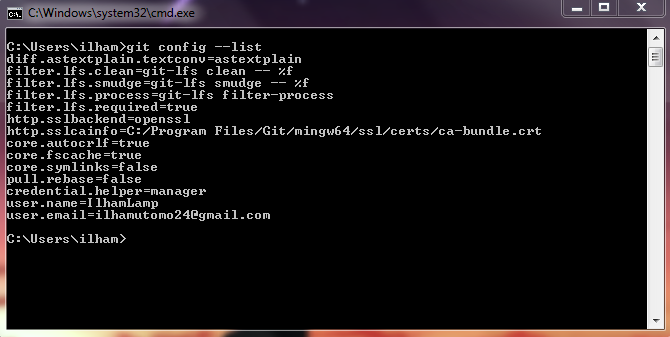 C:\Windows\system32\cmd.exe
C:\Users\ilham>git config --list
diff.astextplain.textconv=astextplain
filter.lfs.clean=git-lfs clean -- %f
filter.lfs.smudge=git-lfs smudge -- %f
filter.lfs.process=git-lfs filter-process
filter.lfs.required=true
http.sslbackend=openssl
http.sslcainfo=C:/Program Files/Git/mingw64/ssl/certs/ca-bundle.crt
core.autocrlf=true
core.fscache=true
core.symlinks=false
pull.rebase=false
credential.helper=manager
user.name=IlhamLamp
user.email=ilhamutomo24@gmail.com
C:\Users\ilham>